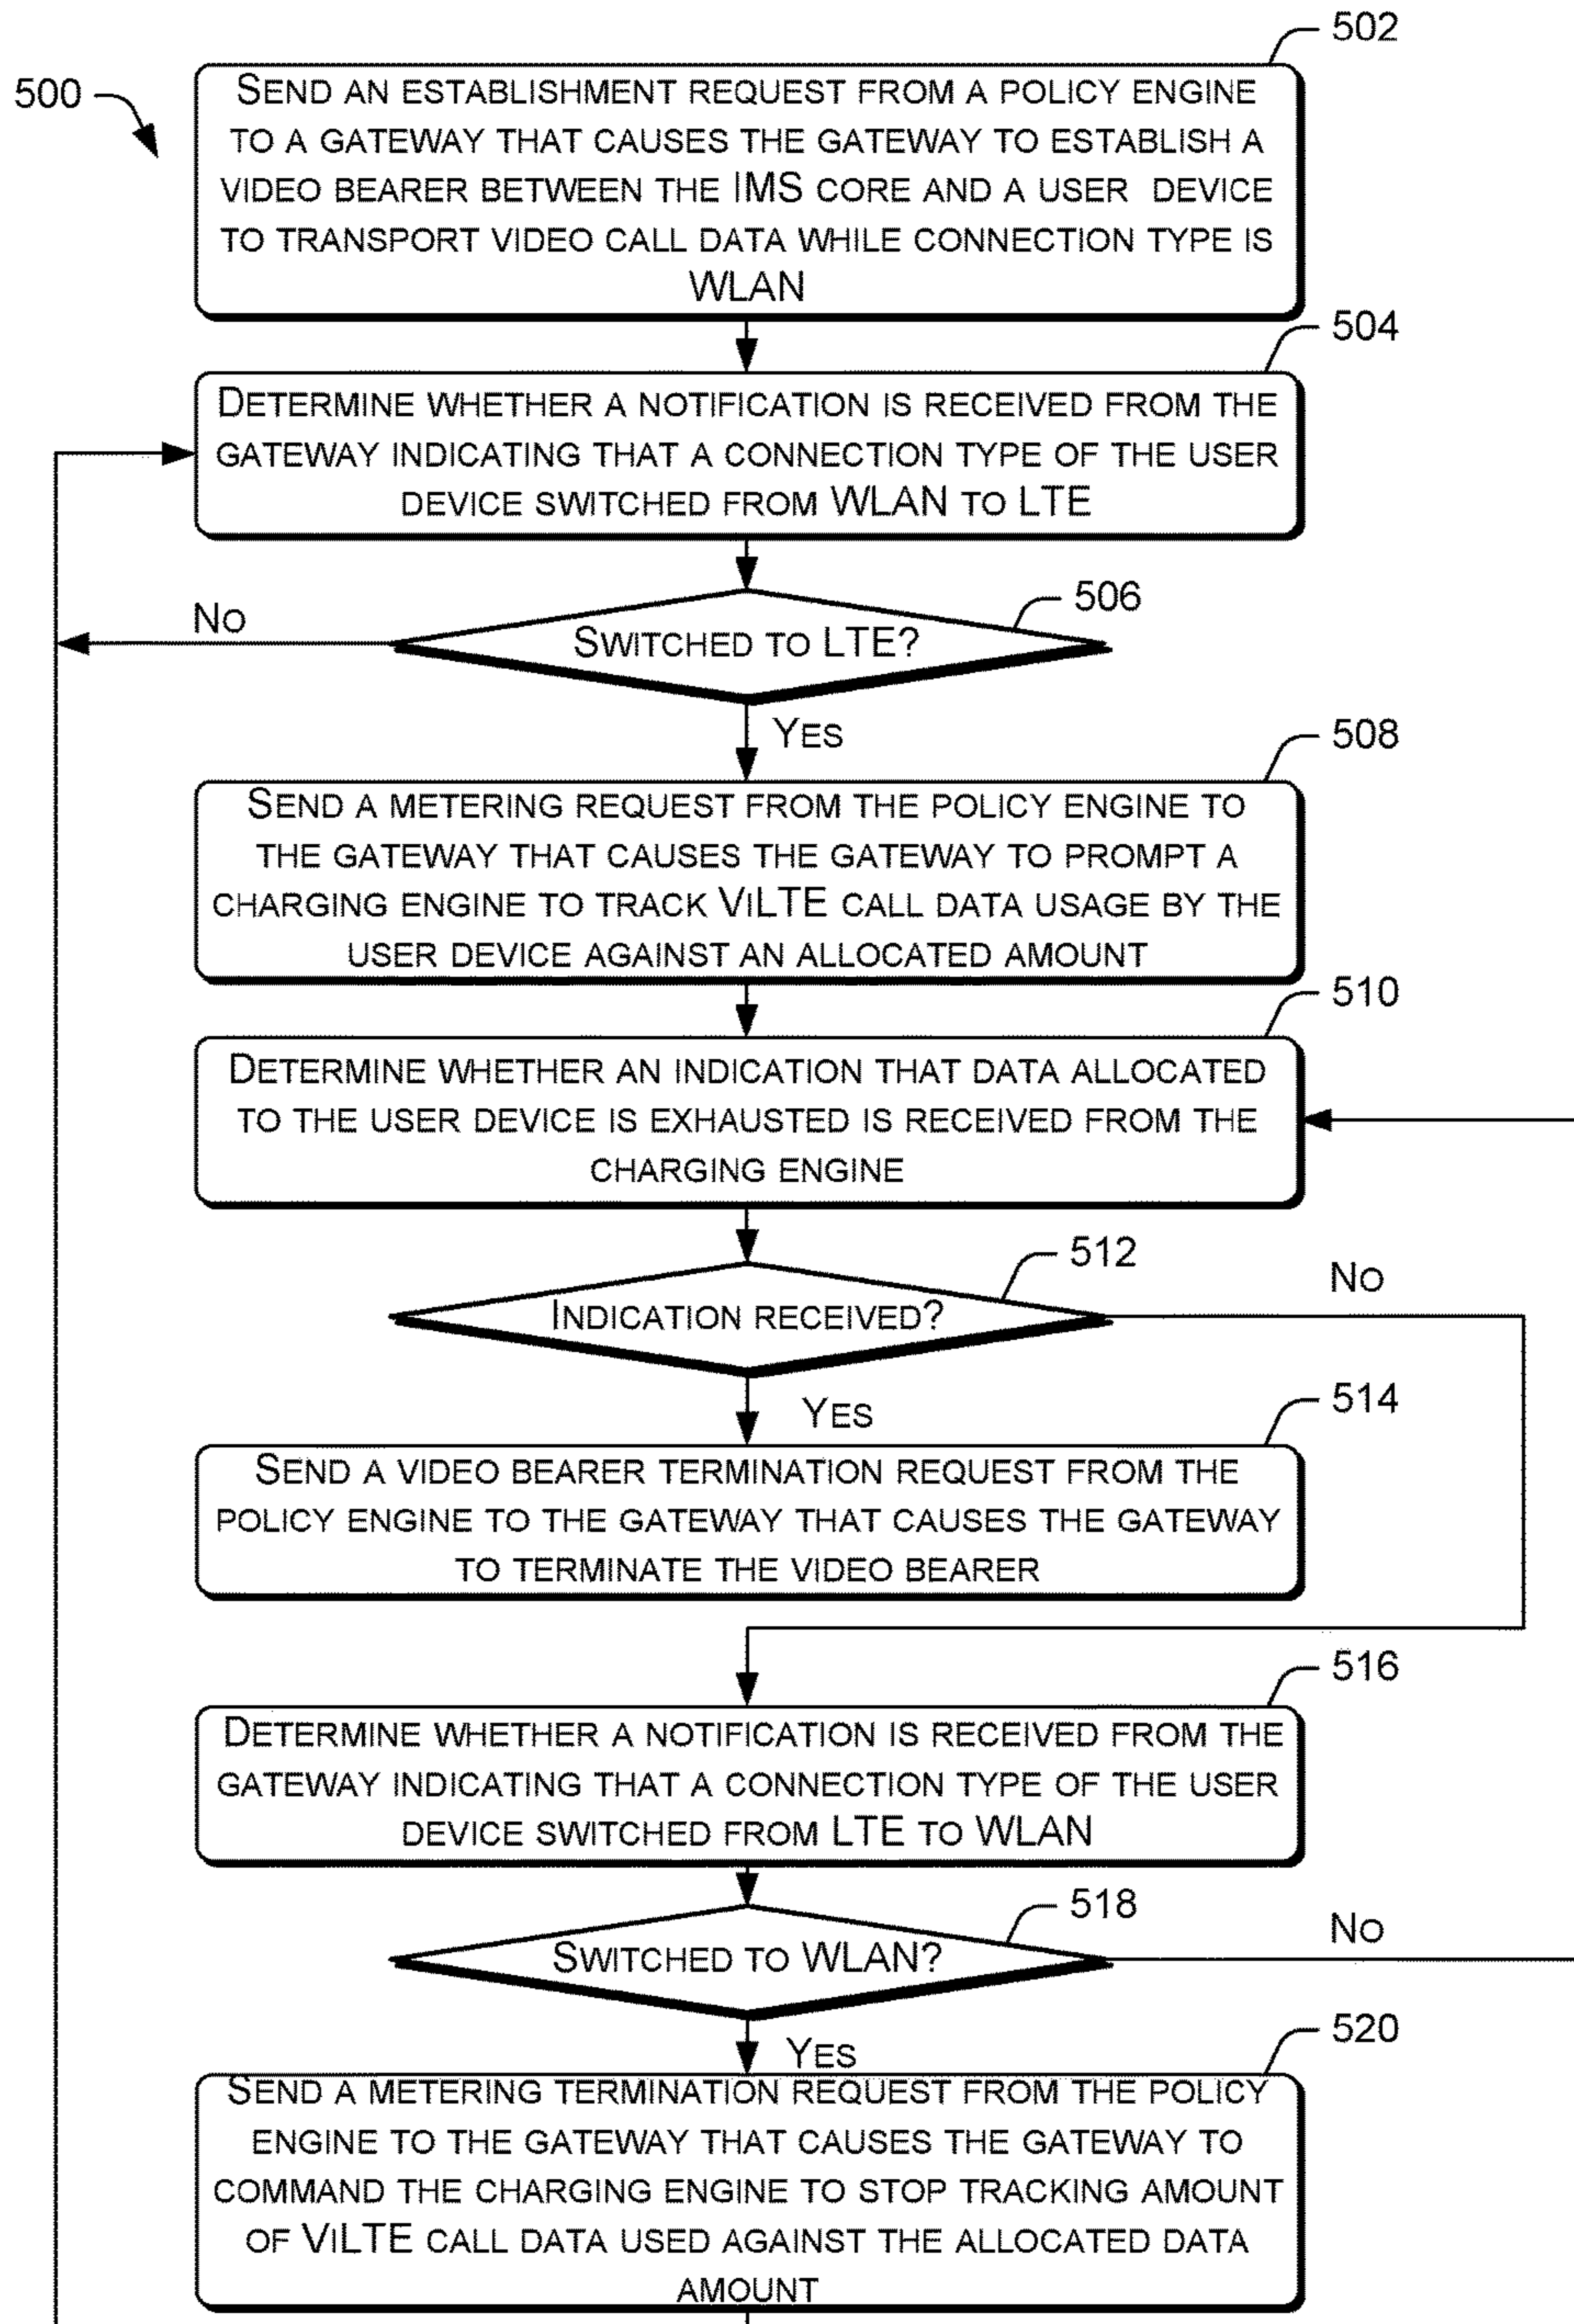 502
500
SEND AN ESTABLISHMENT REQUEST FROM A POLICY ENGINE
TO A GATEWAY THAT CAUSES THE GATEWAY TO ESTABLISH A
VIDEO BEARER BETWEEN THE IMS CORE AND A USER DEVICE
TO TRANSPORT VIDEO CALL DATA WHILE CONNECTION TYPE IS
WLAN
504
DETERMINE WHETHER A NOTIFICATION IS RECEIVED FROM THE
GATEWAY INDICATING THAT A CONNECTION TYPE OF THE USER
DEVICE SWITCHED FROM WLAN TO LTE
506
NO
SWITCHED TO LTE?
YES
508
SEND A METERING REQUEST FROM THE POLICY ENGINE TO
THE GATEWAY THAT CAUSES THE GATEWAY TO PROMPT A
CHARGING ENGINE TO TRACK VILTE CALL DATA USAGE BY THE
USER DEVICE AGAINST AN ALLOCATED AMOUNT
510
DETERMINE WHETHER AN INDICATION THAT DATA ALLOCATED
TO THE USER DEVICE IS EXHAUSTED IS RECEIVED FROM THE
CHARGING ENGINE
512
NO
INDICATION RECEIVED?
YES
514
SEND A VIDEO BEARER TERMINATION REQUEST FROM THE
POLICY ENGINE TO THE GATEWAY THAT CAUSES THE GATEWAY
TO TERMINATE THE VIDEO BEARER
516
DETERMINE WHETHER A NOTIFICATION IS RECEIVED FROM THE
GATEWAY INDICATING THAT A CONNECTION TYPE OF THE USER
DEVICE SWITCHED FROM LTE TO WLAN
518
NO
SWITCHED TO WLAN?
YES
520
SEND A METERING TERMINATION REQUEST FROM THE POLICY
ENGINE TO THE GATEWAY THAT CAUSES THE GATEWAY TO
COMMAND THE CHARGING ENGINE TO STOP TRACKING AMOUNT
OF VILTE CALL DATA USED AGAINST THE ALLOCATED DATA
AMOUNT